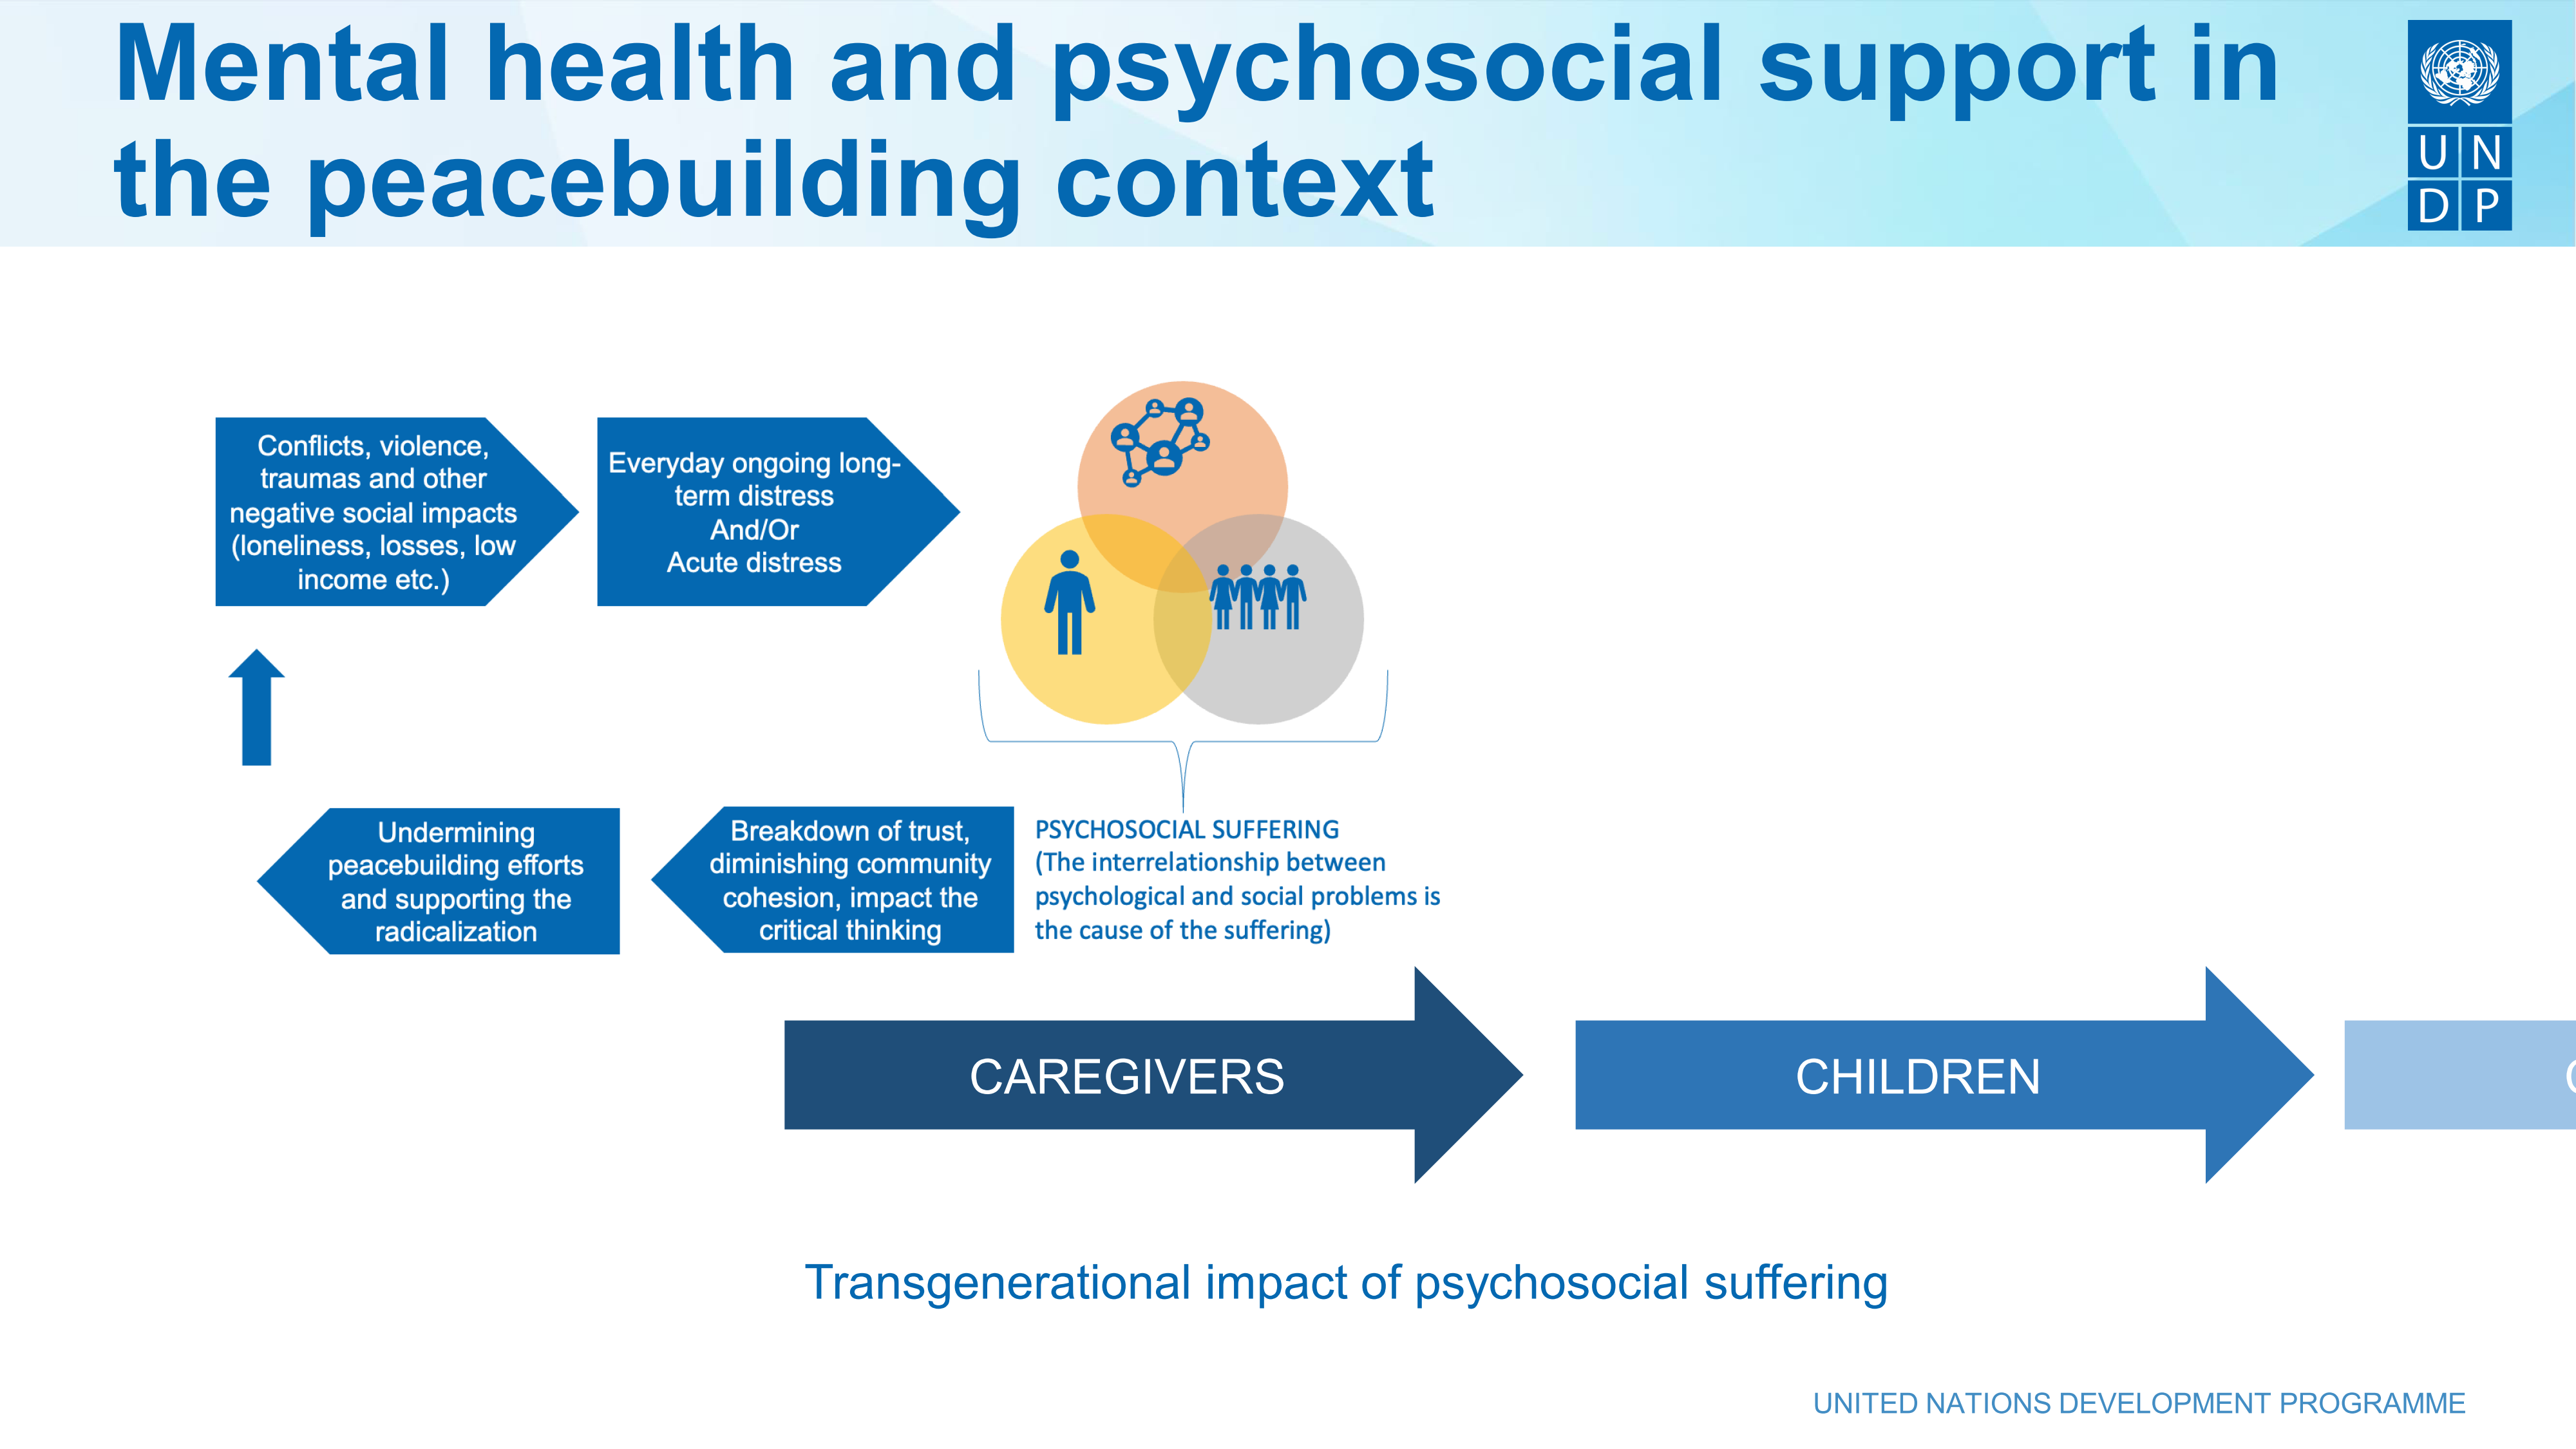 Mental health and psychosocial support in
the peacebuilding context
U N
D P
Conflicts, violence,
traumas and other
negative social impacts
(loneliness, losses, low
income etc.)
Everyday ongoing long-
term distress
And/Or
Acute distress
Undermining
peacebuilding efforts
and supporting the
radicalization
Breakdown of trust,
diminishing community
cohesion, impact the
critical thinking
PSYCHOSOCIAL SUFFERING
(The interrelationship between
psychological and social problems is
the cause of the suffering)
CAREGIVERS
CHILDREN
Transgenerational impact of psychosocial suffering
UNITED NATIONS DEVELOPMENT PROGRAMME